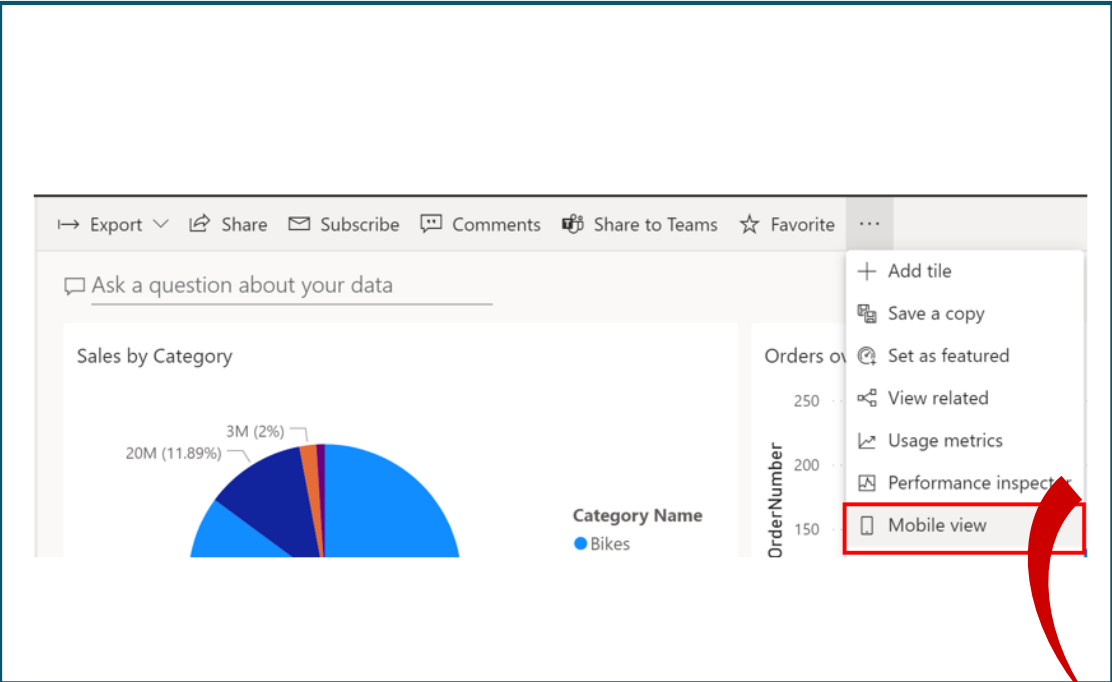 Export Share Subscribe Comments Share to Teams Favorite ...
Ask a question about your data
Add tile
Save a copy
Set as featured
View related
Usage metrics
Performance inspector
Mobile view
Sales by Category
3M (2%)
20M (11.89%)
Category Name
Bikes
Orders ov
250
200
150
OrderNumber